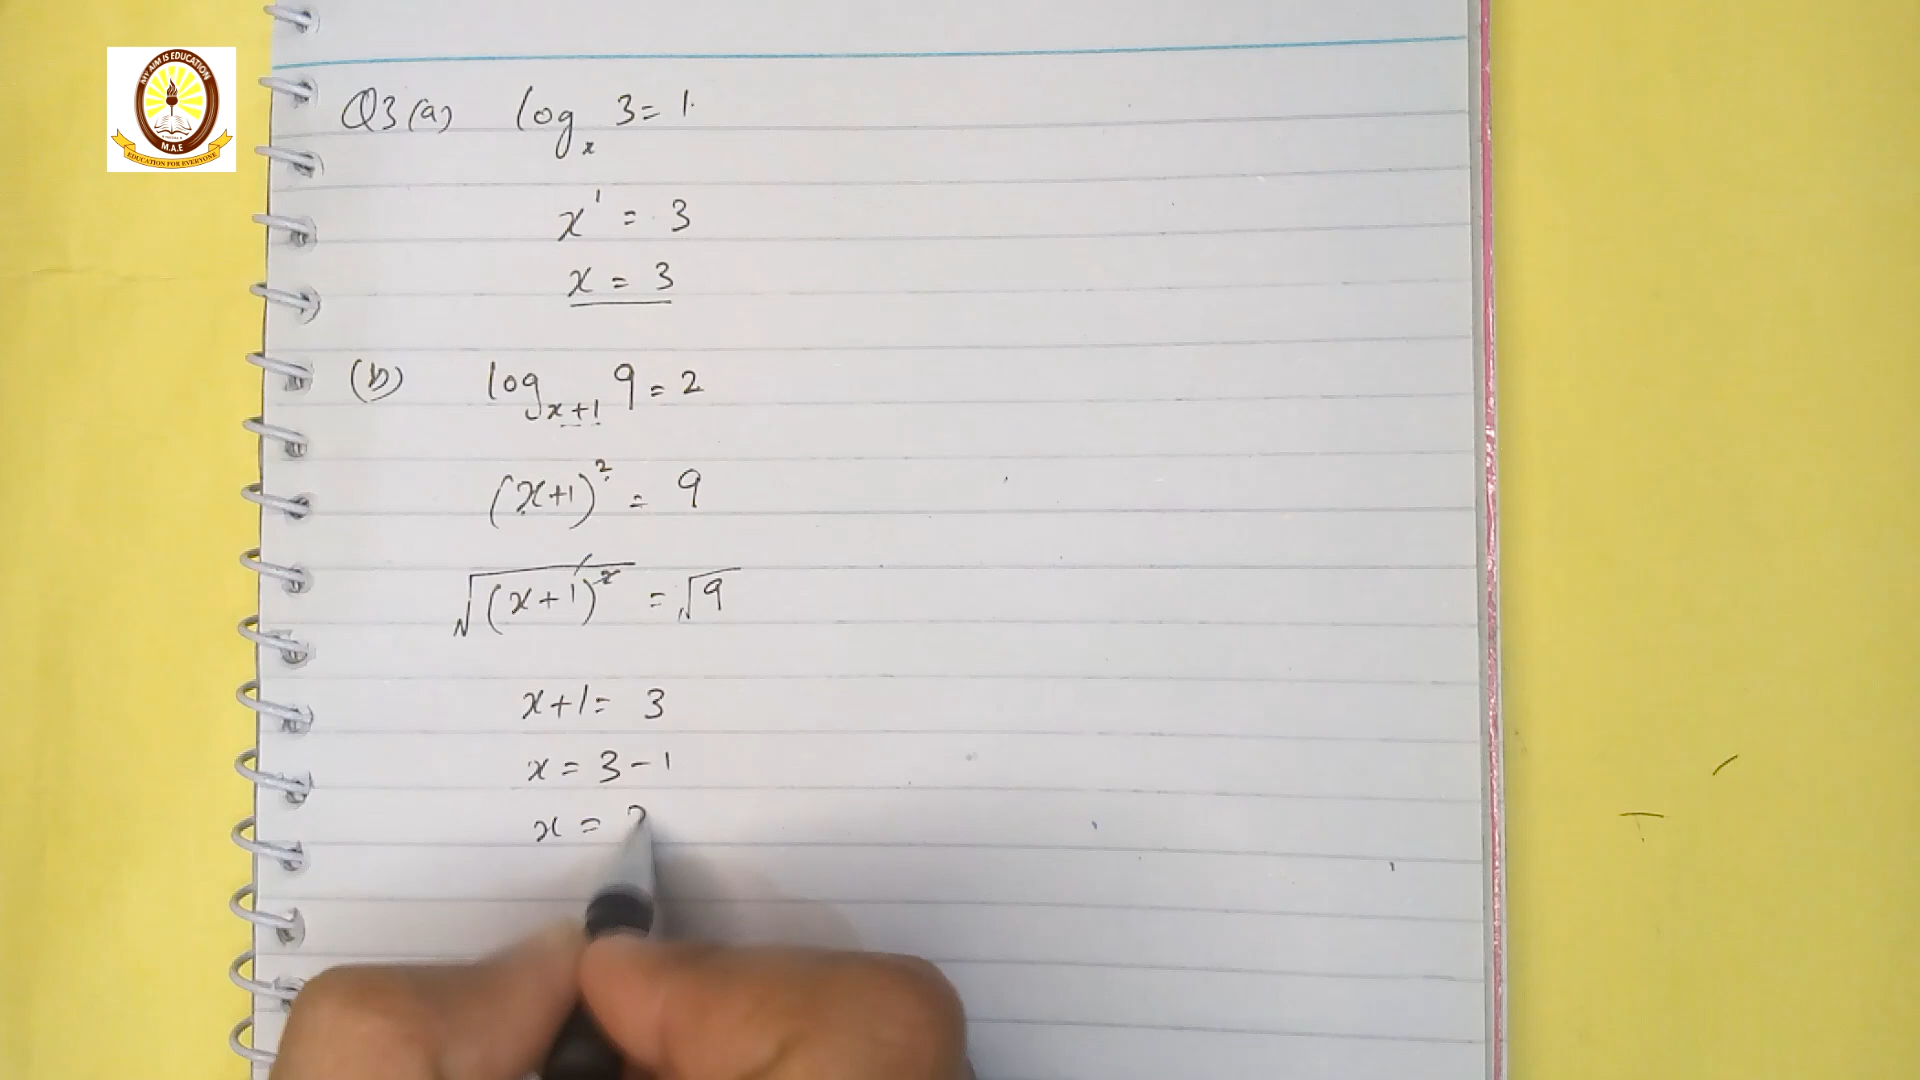 MY AIM IS EDUCATION
M.A.E
EDUCATION FOR EVERYONE
Q3(a) log_x 3 = 1
x^1 = 3
x = 3
(b) log_{x+1} 9 = 2
(x+1)^2 = 9
√(x+1)^2 = √9
x+1 = 3
x = 3 - 1
x = 2